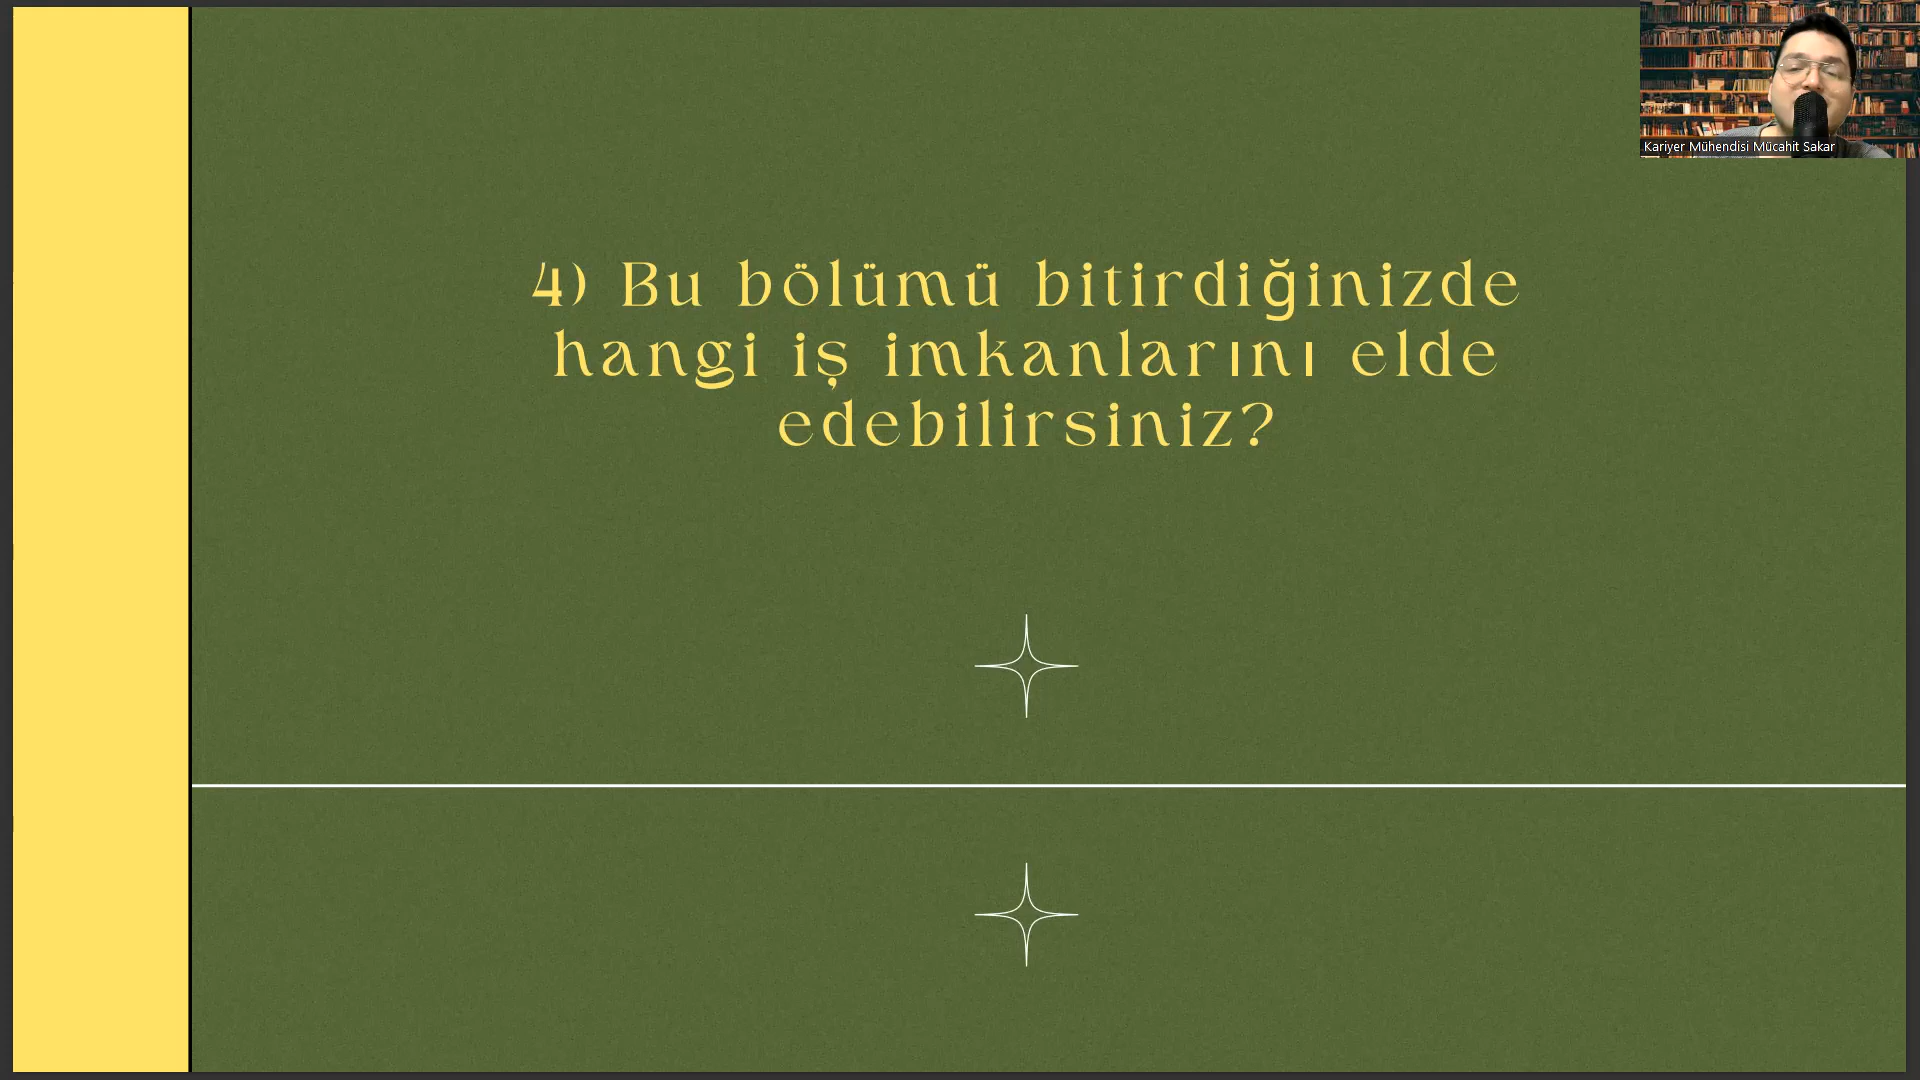 Kariyer Mühendisi Mücahit Sakar
4) Bu bölümü bitirdiğinizde
hangi iş imkanlarını elde
edebilirsiniz?